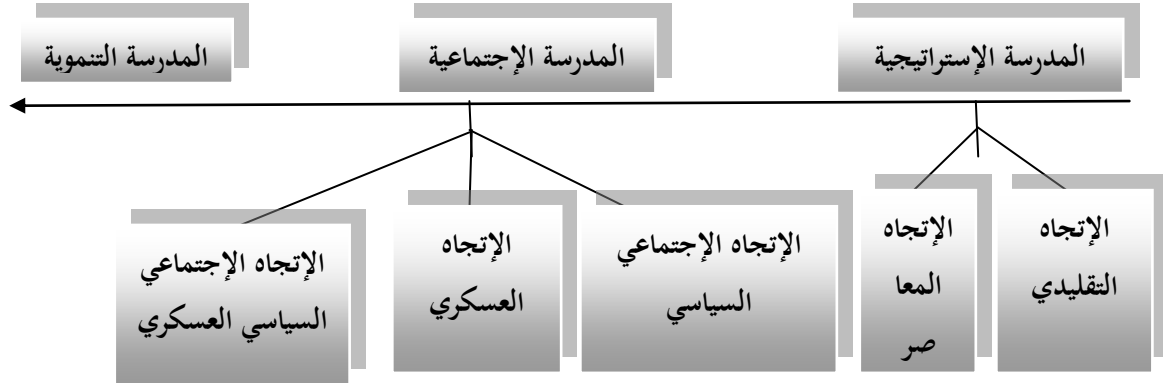 المدرسة الإستراتيجية
المدرسة الإجتماعية
المدرسة التنموية
الإتجاه
التقليدي
الإتجاه
المعا
صر
الإتجاه الإجتماعي
السياسي
الإتجاه
العسكري
الإتجاه الإجتماعي
السياسي العسكري